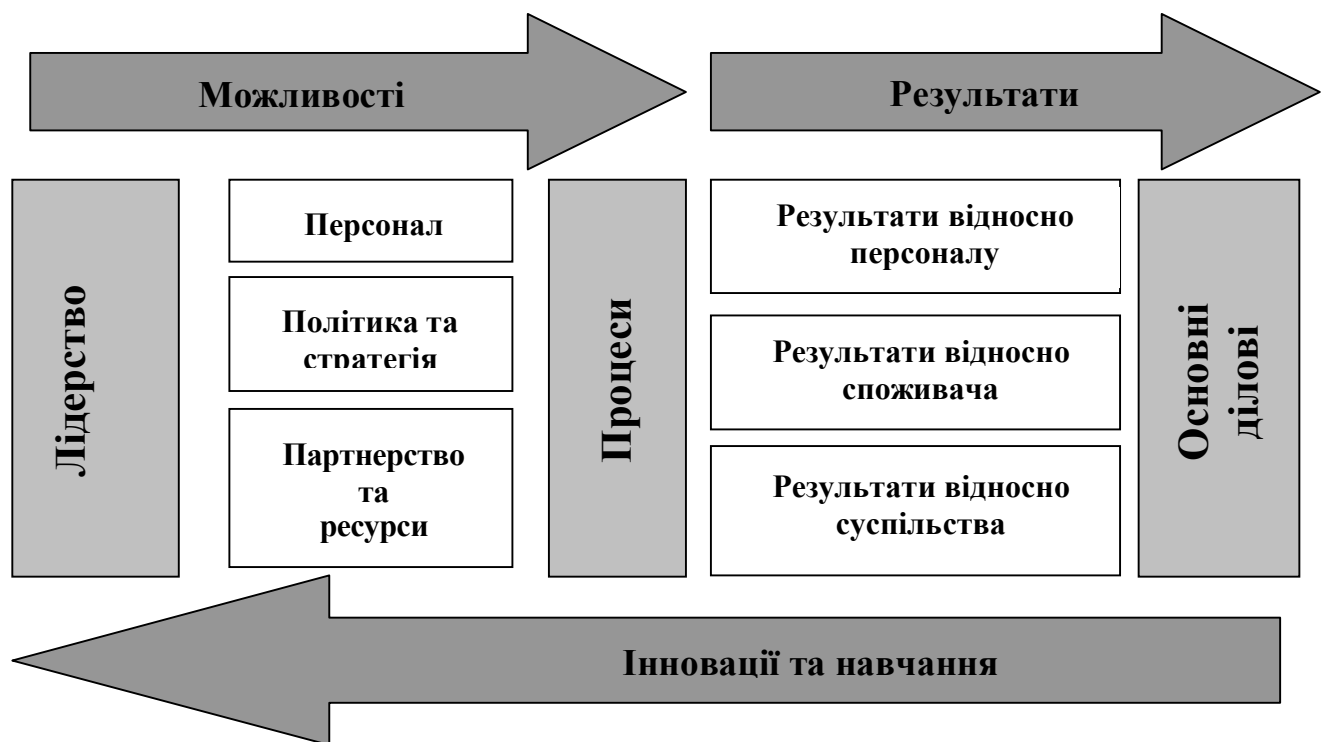 Можливості
Результати
Лідерство
Персонал
Політика та
стратегія
Партнерство
та
ресурси
Процеси
Результати відносно
персоналу
Результати відносно
споживача
Результати відносно
суспільства
Основні
ділові
Інновації та навчання